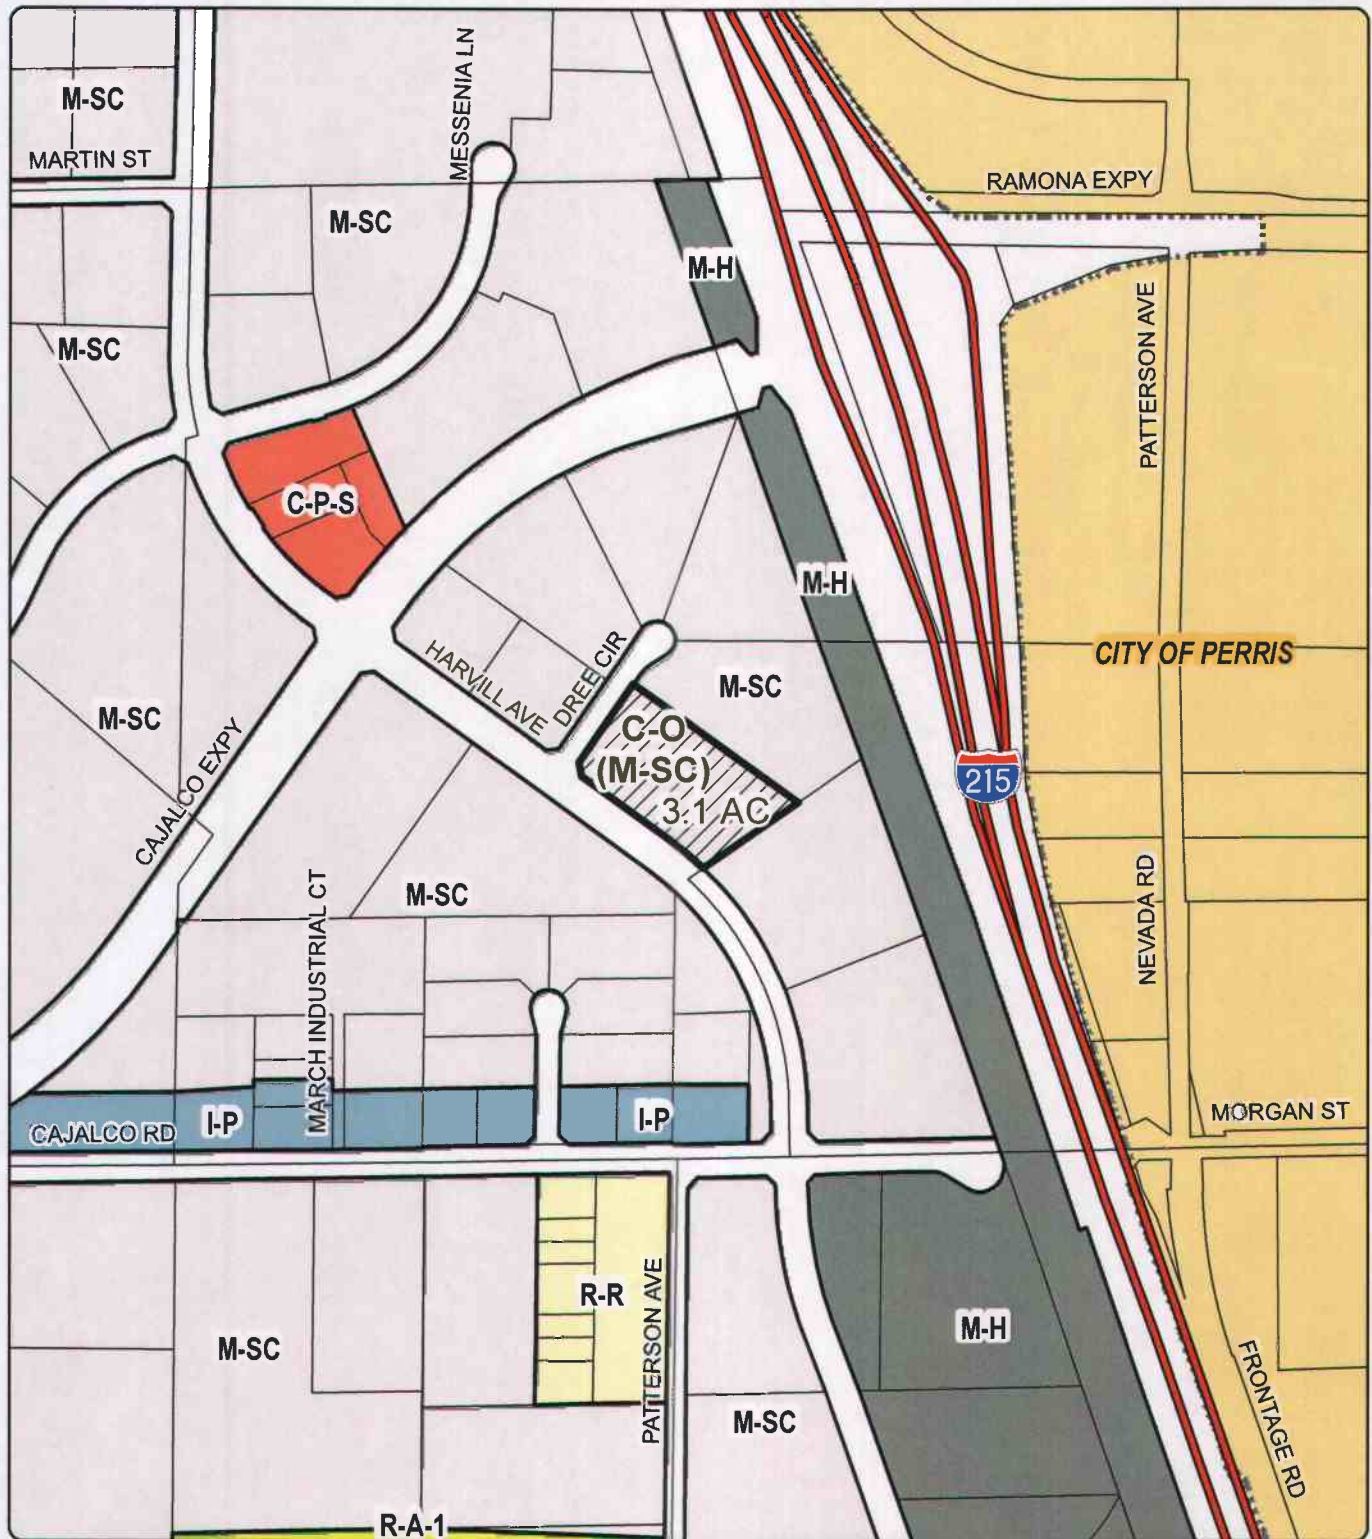 MESSENIA LN
M-SC
MARTIN ST
RAMONA EXPY
M-SC
M-H
PATTERSON AVE
M-SC
C-P-S
M-H
HARVILL AVE
DREE CIR
CITY OF PERRIS
M-SC
M-SC
C-O
(M-SC)
3.1 AC
215
CAJALCO EXPY
M-SC
MARCH INDUSTRIAL CT
NEVADA RD
I-P
I-P
CAJALCO RD
MORGAN ST
R-R
PATTERSON AVE
M-SC
M-H
FRONTAGE RD
M-SC
R-A-1